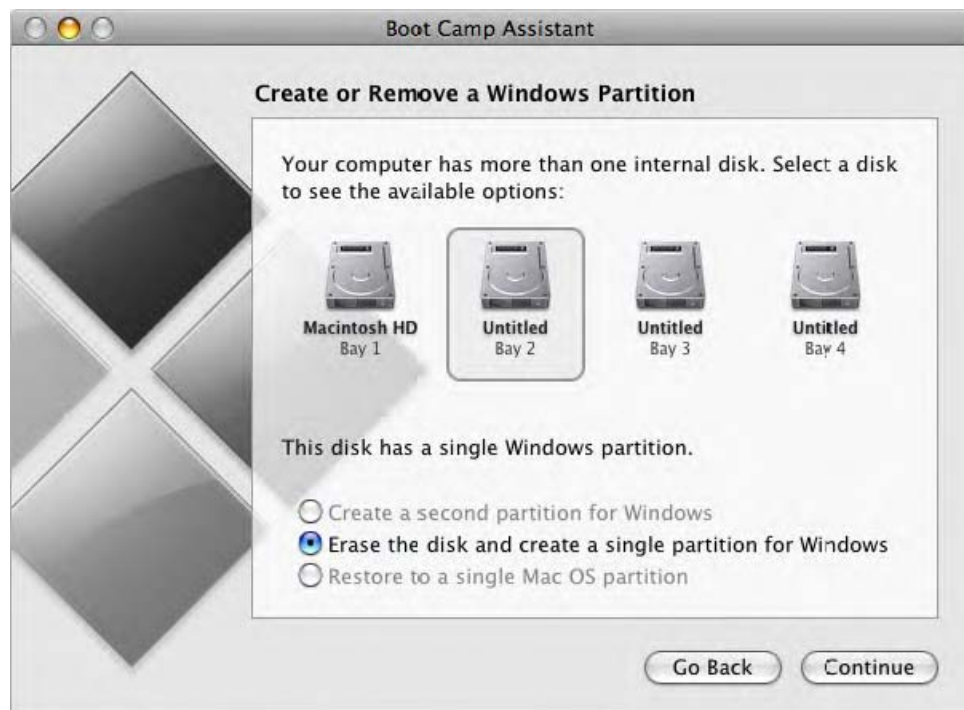 Boot Camp Assistant
Create or Remove a Windows Partition
Your computer has more than one internal disk. Select a disk
to see the available options:
Macintosh HD
Bay 1
Untitled
Bay 2
Untitled
Bay 3
Untitled
Bay 4
This disk has a single Windows partition.
Create a second partition for Windows
Erase the disk and create a single partition for Windows
Restore to a single Mac OS partition
Go Back
Continue